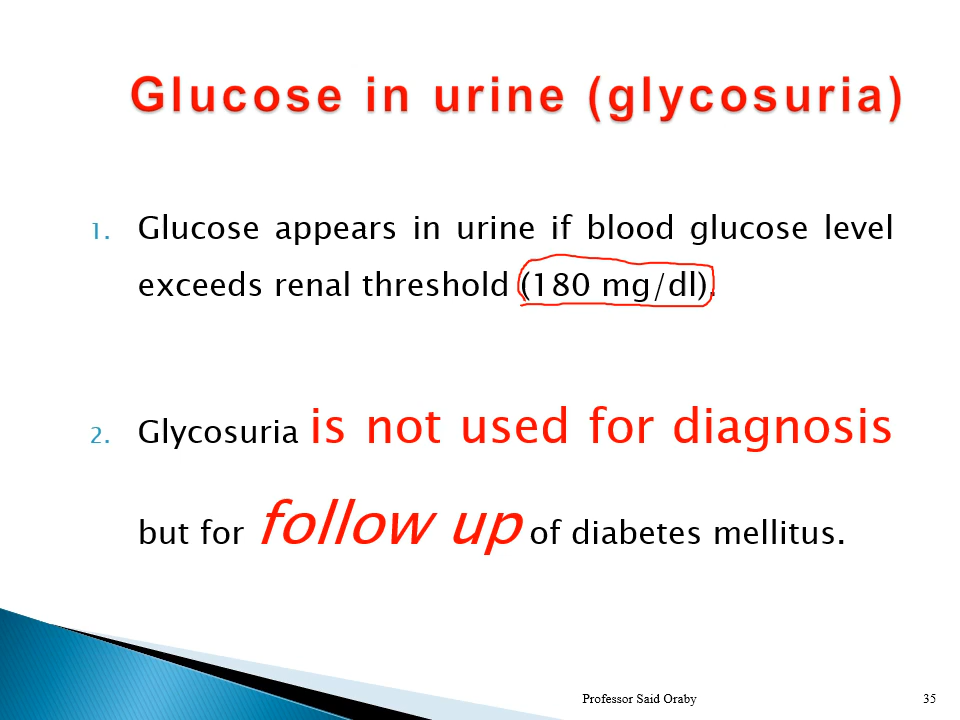 Glucose in urine (glycosuria)
1. Glucose appears in urine if blood glucose level
exceeds renal threshold (180 mg/dl).
2. Glycosuria is not used for diagnosis
but for follow up of diabetes mellitus.
Professor Said Oraby 35